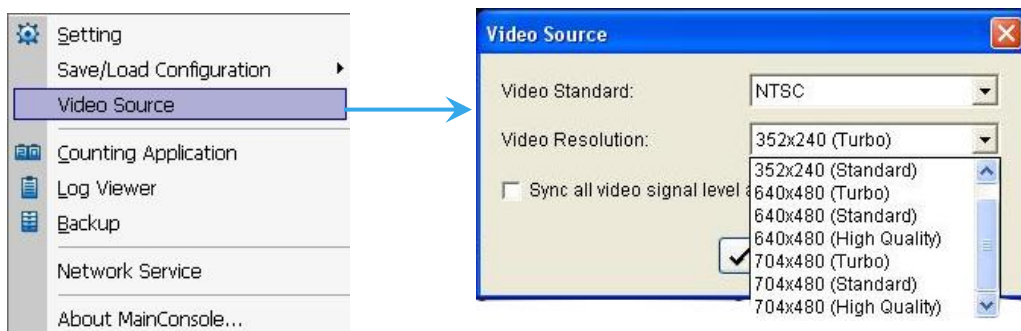 Setting
Save/Load Configuration
Video Source
Counting Application
Log Viewer
Backup
Network Service
About MainConsole...
Video Source
Video Standard:
NTSC
Video Resolution:
352x240 (Turbo)
352x240 (Standard)
Sync all video signal level
640x480 (Turbo)
640x480 (Standard)
640x480 (High Quality)
704x480 (Turbo)
704x480 (Standard)
704x480 (High Quality)